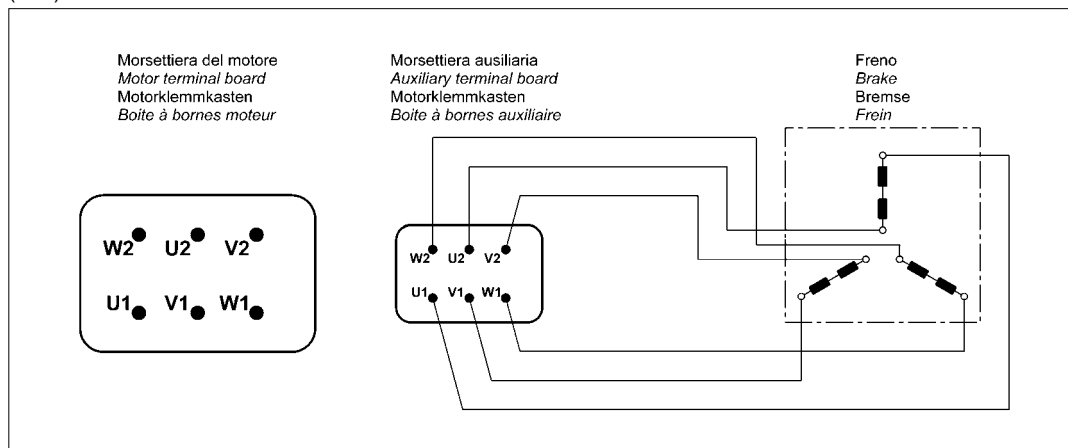 Morsettiera del motore
Motor terminal board
Motorklemmkasten
Boite à bornes moteur
Morsettiera ausiliaria
Auxiliary terminal board
Motorklemmkasten
Boite à bornes auxiliaire
Freno
Brake
Bremse
Frein
W2 U2 V2
U1 V1 W1
W2 U2 V2
U1 V1 W1